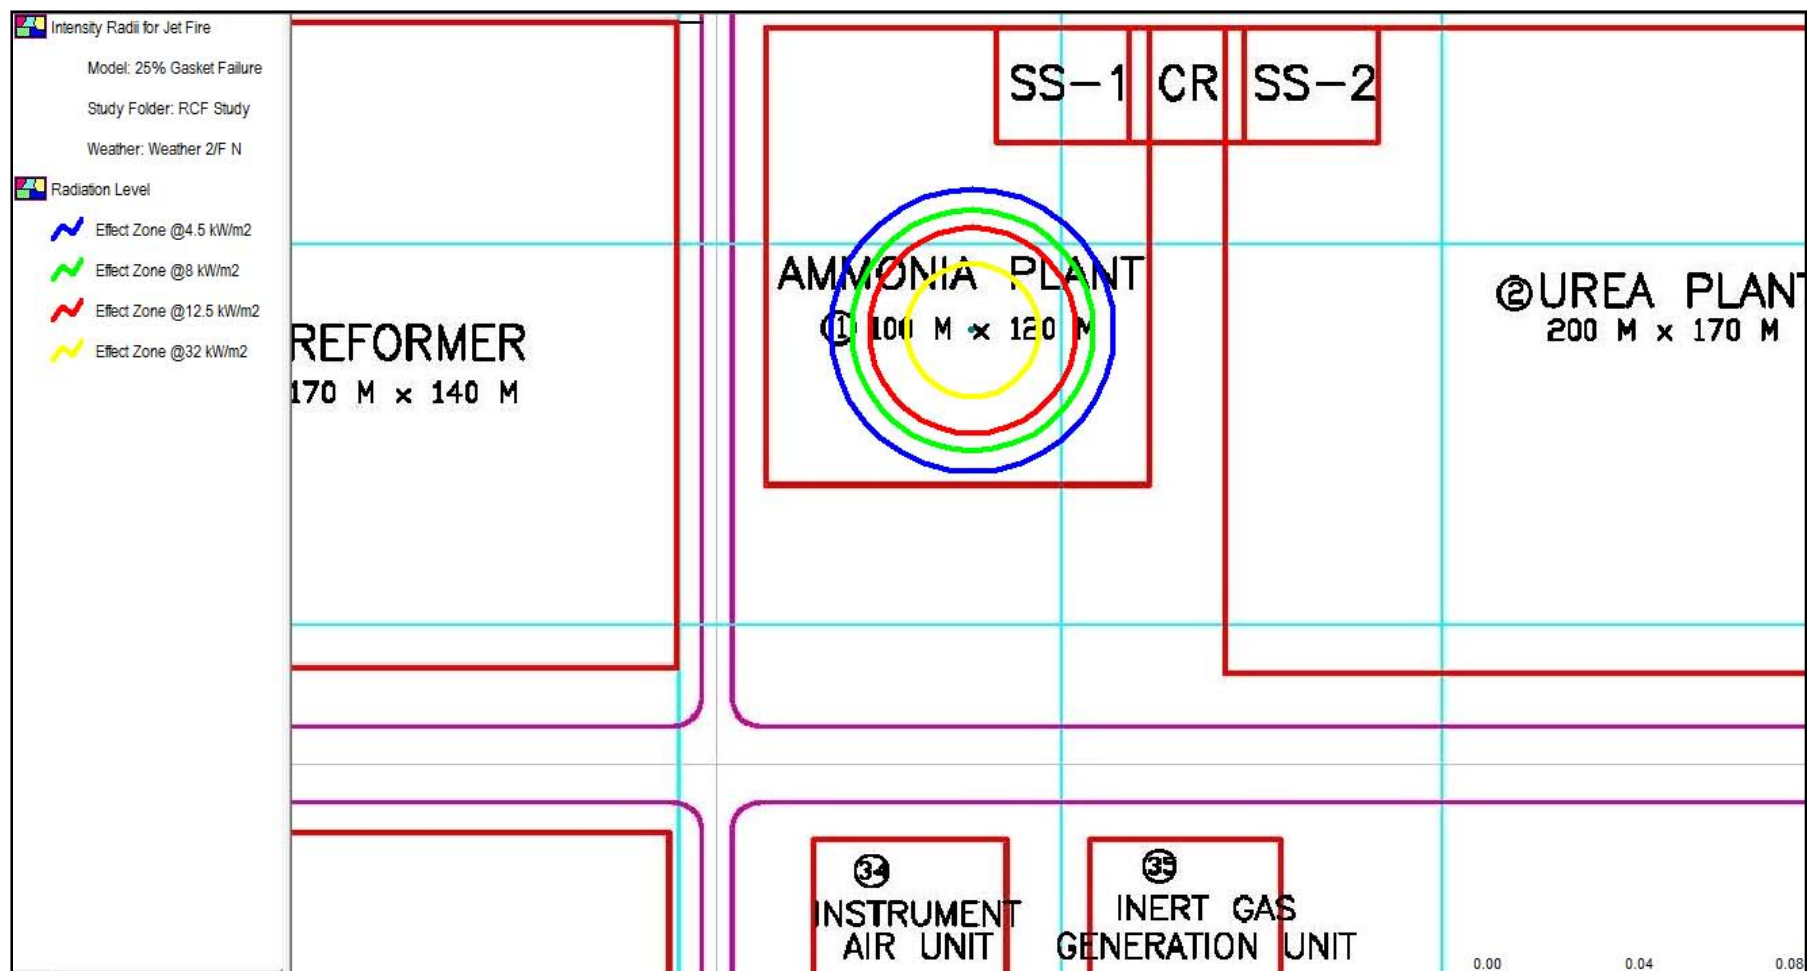 Intensity Radii for Jet Fire
Model: 25% Gasket Failure
Study Folder: RCF Study
Weather: Weather 2/F N
Radiation Level
Effect Zone @4.5 kW/m2
Effect Zone @8 kW/m2
Effect Zone @12.5 kW/m2
Effect Zone @32 kW/m2
SS-1 CR SS-2
AMMONIA PLANT
① 100 M x 120 M
REFORMER
170 M x 140 M
② UREA PLANT
200 M x 170 M
34
INSTRUMENT
AIR UNIT
35
INERT GAS
GENERATION UNIT
0.00 0.04 0.08